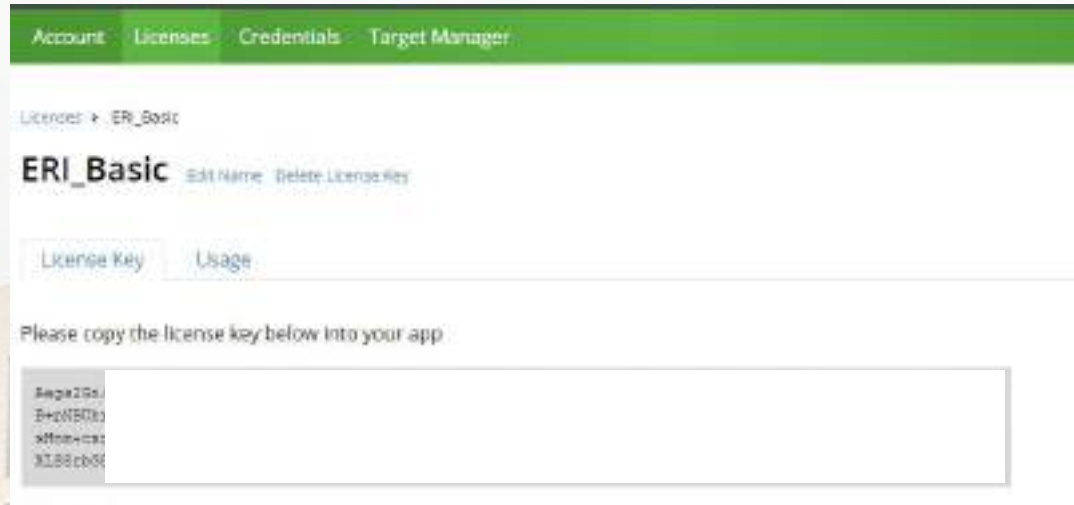 Account Licenses Credentials Target Manager
Licenses ▸ ERI_Basic
ERI_Basic Edit Name Delete License Key
License Key Usage
Please copy the license key below into your app